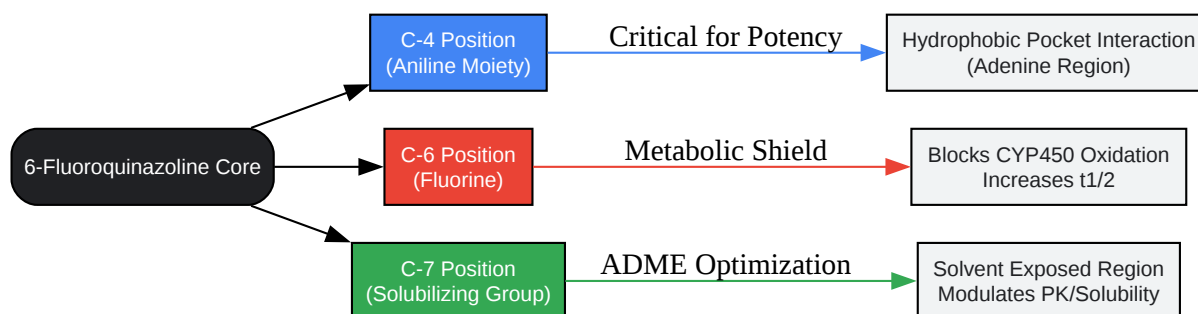 6-Fluoroquinazoline Core
C-4 Position
(Aniline Moiety)
Critical for Potency
Hydrophobic Pocket Interaction
(Adenine Region)
C-6 Position
(Fluorine)
Metabolic Shield
Blocks CYP450 Oxidation
Increases t1/2
C-7 Position
(Solubilizing Group)
ADME Optimization
Solvent Exposed Region
Modulates PK/Solubility